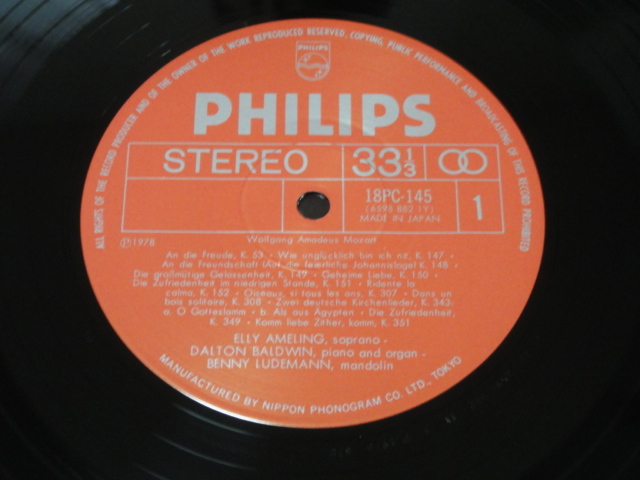 ALL RIGHTS OF THE RECORD PRODUCER AND OF THE OWNER OF THE WORK REPRODUCED RESERVED. COPYING, PUBLIC PERFORMANCE AND BROADCASTING OF THIS RECORD PROHIBITED
PHILIPS
PHILIPS
STEREO 33 1/3
18PC-145
(6598 862 1Y)
MADE IN JAPAN
1
Ⓟ1978
Wolfgang Amadeus Mozart
An die Freude, K. 53 · Wie unglücklich bin ich nit, K. 147 ·
An die Freundschaft (Auf die feierliche Johannisloge) K. 148 ·
Die großmütige Gelassenheit, K. 149 · Geheime Liebe, K. 150 ·
Die Zufriedenheit im niedrigen Stande, K. 151 · Ridente la
calma, K. 152 · Oiseaux, si tous les ans, K. 307 · Dans un
bois solitaire, K. 308 · Zwei deutsche Kirchenlieder, K. 343:
a. O Gotteslamm · b. Als aus Ägypten · Die Zufriedenheit,
K. 349 · Komm liebe Zither, komm, K. 351
ELLY AMELING, soprano ·
DALTON BALDWIN, piano and organ ·
BENNY LUDEMANN, mandolin
MANUFACTURED BY NIPPON PHONOGRAM CO. LTD., TOKYO